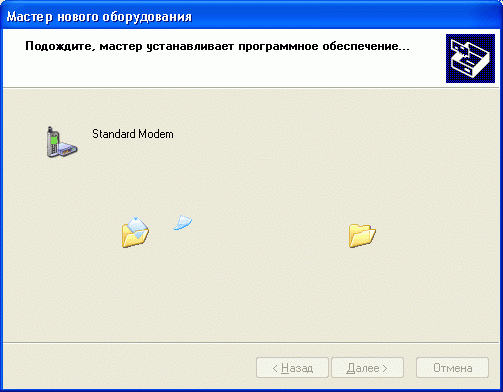 Мастер нового оборудования
Подождите, мастер устанавливает программное обеспечение...
Standard Modem
< Назад
Далее >
Отмена